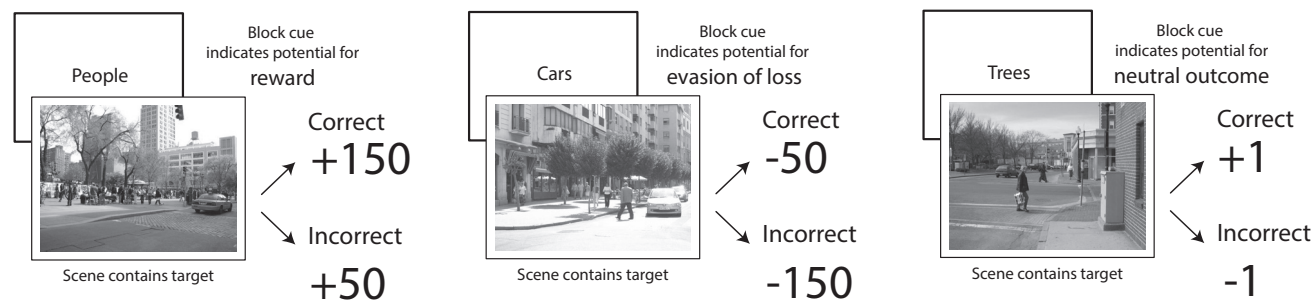 People
Block cue
indicates potential for
reward
Correct
+150
Incorrect
+50
Scene contains target
Cars
Block cue
indicates potential for
evasion of loss
Correct
-50
Incorrect
-150
Scene contains target
Trees
Block cue
indicates potential for
neutral outcome
Correct
+1
Incorrect
-1
Scene contains target